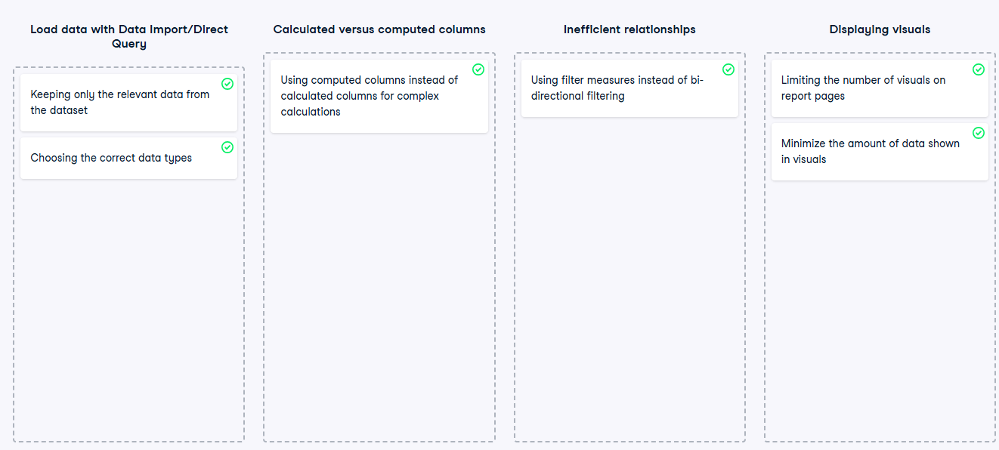 Load data with Data Import/Direct
Query
Keeping only the relevant data from
the dataset
Choosing the correct data types
Calculated versus computed columns
Using computed columns instead of
calculated columns for complex
calculations
Inefficient relationships
Using filter measures instead of bi-
directional filtering
Displaying visuals
Limiting the number of visuals on
report pages
Minimize the amount of data shown
in visuals